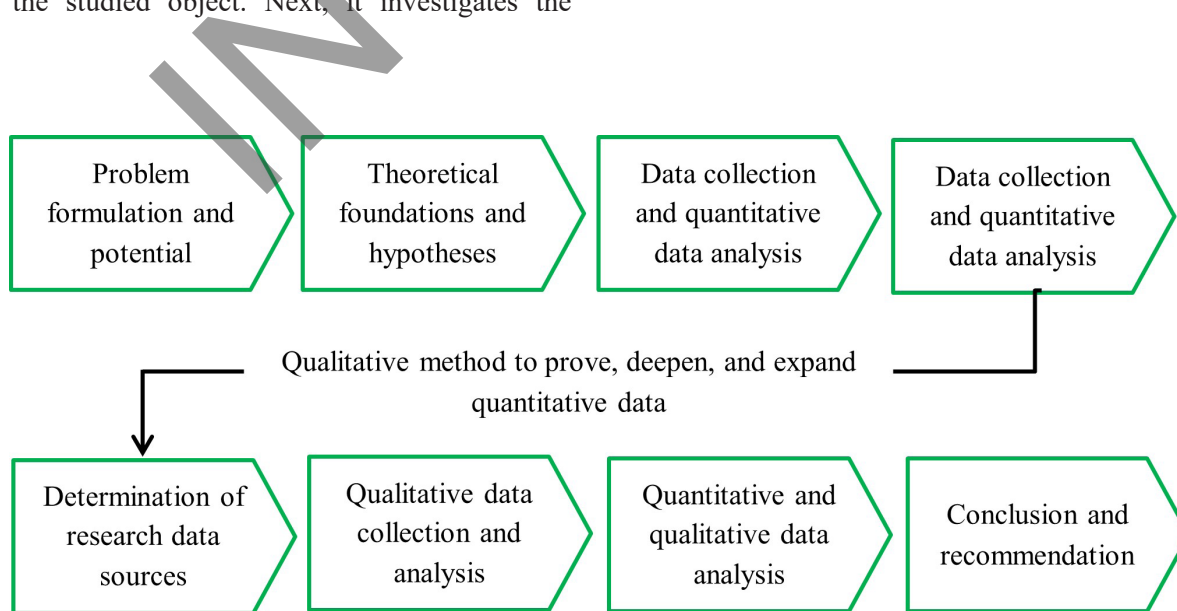 the studied object. Next, it investigates the
IN
Problem
formulation and
potential
Theoretical
foundations and
hypotheses
Data collection
and quantitative
data analysis
Data collection
and quantitative
data analysis
Qualitative method to prove, deepen, and expand
quantitative data
Determination of
research data
sources
Qualitative data
collection and
analysis
Quantitative and
qualitative data
analysis
Conclusion and
recommendation